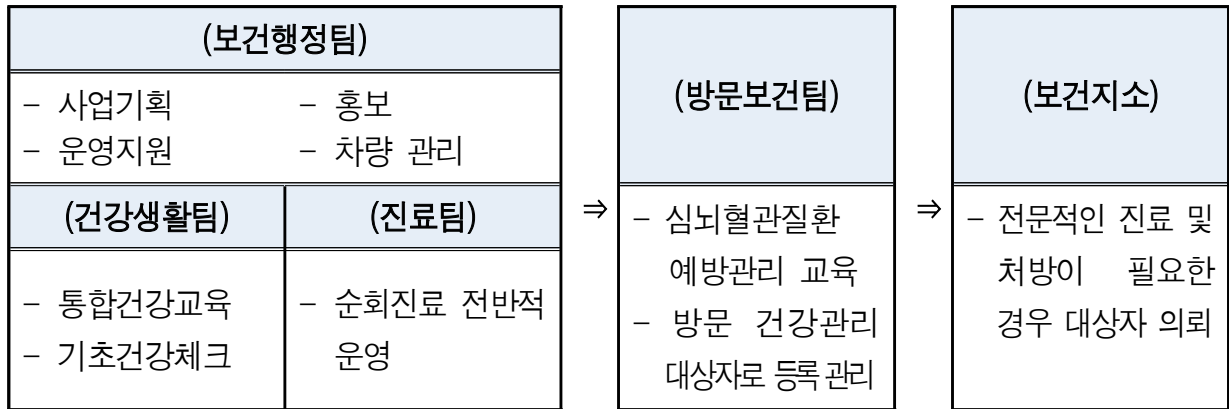 (보건행정팀)
- 사업기획 - 홍보
- 운영지원 - 차량 관리
(건강생활팀) (진료팀)
- 통합건강교육
- 기초건강체크
- 순회진료 전반적
운영
⇒
(방문보건팀)
- 심뇌혈관질환
예방관리 교육
- 방문 건강관리
대상자로 등록관리
⇒
(보건지소)
- 전문적인 진료 및
처방이 필요한
경우 대상자 의뢰